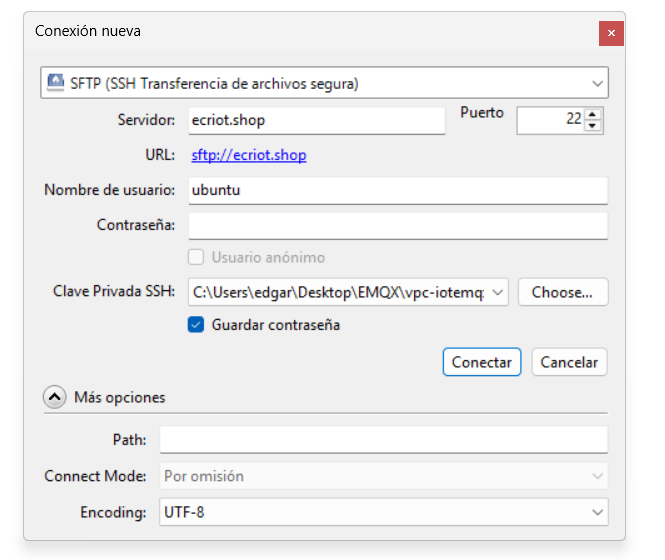 Conexión nueva
SFTP (SSH Transferencia de archivos segura)
Servidor: ecriot.shop Puerto 22
URL: sftp://ecriot.shop
Nombre de usuario: ubuntu
Contraseña:
Usuario anónimo
Clave Privada SSH: C:\Users\edgar\Desktop\EMQX\vpc-iotemq Choose...
Guardar contraseña
Conectar Cancelar
Más opciones
Path:
Connect Mode: Por omisión
Encoding: UTF-8